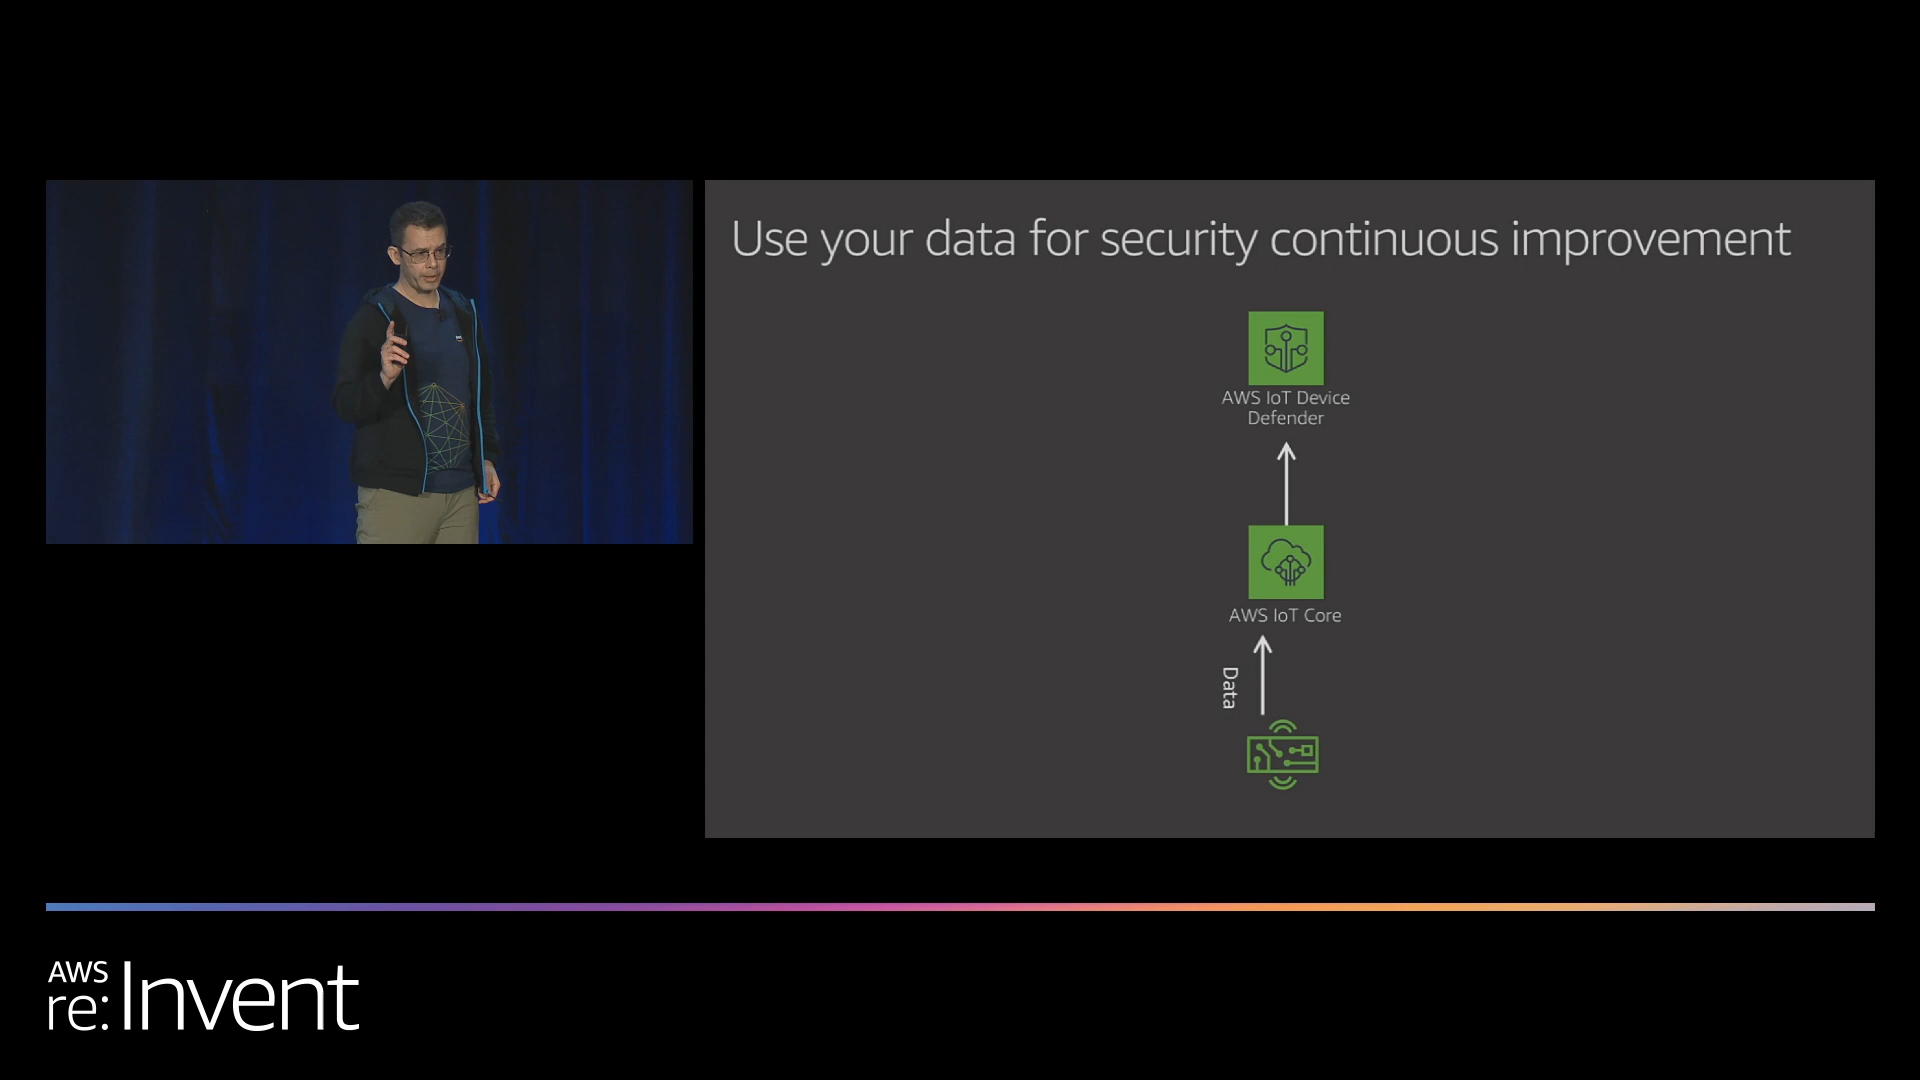 Use your data for security continuous improvement
AWS IoT Device
Defender
AWS IoT Core
Data
AWS
re:Invent